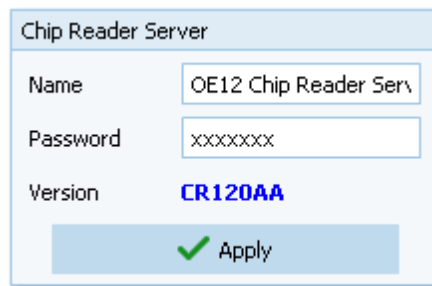 Chip Reader Server
Name OE12 Chip Reader Serv
Password xxxxxxx
Version CR120AA
Apply